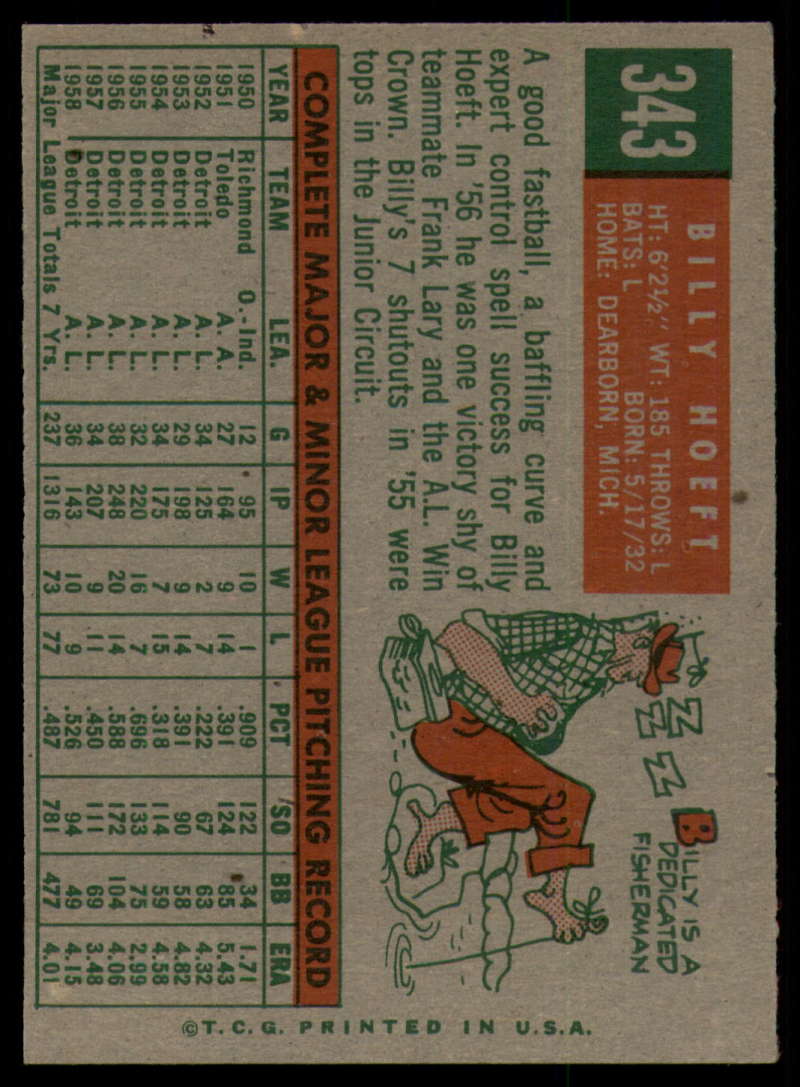 343
BILLY HOEFT
HT: 6'2½" WT: 185 THROWS: L
BATS: L BORN: 5/17/32
HOME: DEARBORN, MICH.
A good fastball, a baffling curve and
expert control spell success for Billy
Hoeft. In '56 he was one victory shy of
teammate Frank Lary and the A.L. Win
Crown. Billy's 7 shutouts in '55 were
tops in the Junior Circuit.
Z Z Z Z
BILLY IS A
DEDICATED
FISHERMAN
COMPLETE MAJOR & MINOR LEAGUE PITCHING RECORD
YEAR TEAM LEA. G IP W L PCT SO BB ERA
1950 Richmond O.-Ind. 12 95 10 1 .909 122 34 1.71
1951 Toledo A. A. 27 164 9 14 .391 124 85 5.43
1952 Detroit A. L. 34 125 2 7 .222 67 63 4.32
1953 Detroit A. L. 29 198 9 14 .391 90 58 4.82
1954 Detroit A. L. 34 175 7 15 .318 114 59 4.58
1955 Detroit A. L. 32 220 16 7 .696 133 75 2.99
1956 Detroit A. L. 38 248 20 14 .588 172 104 4.06
1957 Detroit A. L. 34 207 9 11 .450 111 69 3.48
1958 Detroit A. L. 36 143 10 9 .526 94 49 4.15
Major League Totals 7 Yrs. 237 1316 73 77 .487 781 477 4.01
©T.C.G. PRINTED IN U.S.A.